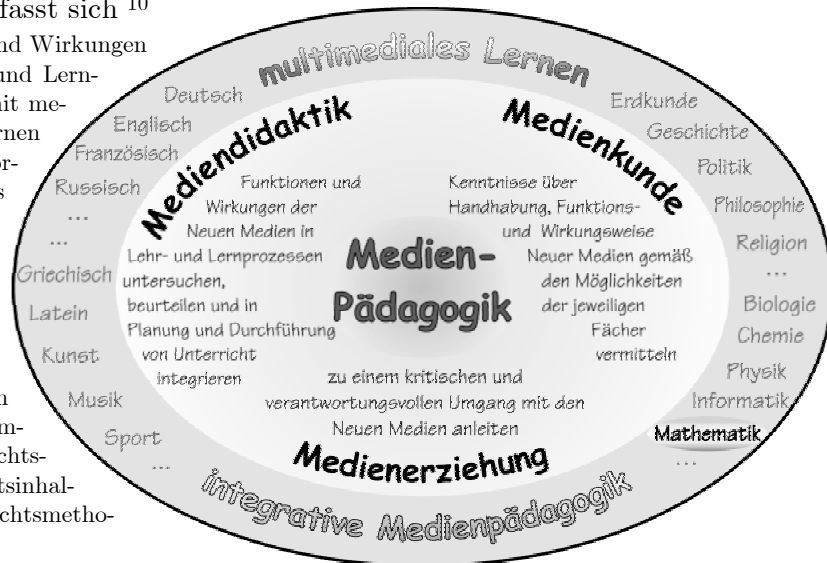 fasst sich 10
nd Wirkungen
und Lern-
nit me-
rnen
or-
s
n
m-
chts-
tsinhal-
chtsmetho-
multimediales Lernen
Deutsch
Englisch
Französisch
Russisch
...
...
Griechisch
Latein
Kunst
Musik
Sport
...
Mediendidaktik
Funktionen und
Wirkungen der
Neuen Medien in
Lehr- und Lernprozessen
untersuchen,
beurteilen und in
Planung und Durchführung
von Unterricht
integrieren
Medien-
Pädagogik
Medienkunde
Kenntnisse über
Handhabung, Funktions-
und Wirkungsweise
Neuer Medien gemäß
den Möglichkeiten
der jeweiligen
Fächer
vermitteln
zu einem kritischen und
verantwortungsvollen Umgang mit den
Neuen Medien anleiten
Medienerziehung
Erdkunde
Geschichte
Politik
Philosophie
Religion
...
Biologie
Chemie
Physik
Informatik
Mathematik
...
integrative Medienpädagogik